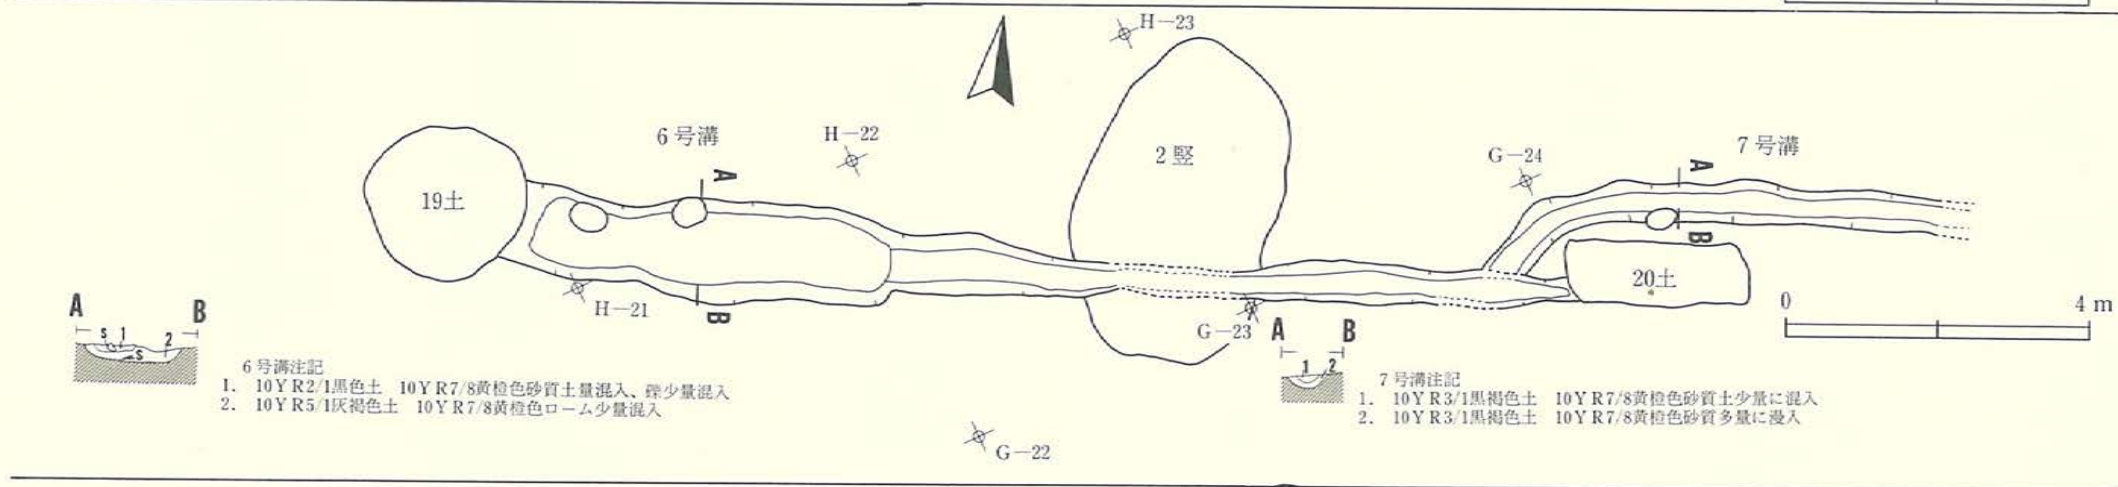 H-23
6号溝
H-22
2竪
G-24
7号溝
A
A
19土
B
20土
H-21
B
G-23
0 4m
A B
S 1 2
S
6号溝注記
1. 10YR2/1黒色土 10YR7/8黄橙色砂質土量混入、礫少量混入
2. 10YR5/1灰褐色土 10YR7/8黄橙色ローム少量混入
A B
1 2
7号溝注記
1. 10YR3/1黒褐色土 10YR7/8黄橙色砂質土少量に混入
2. 10YR3/1黒褐色土 10YR7/8黄橙色砂質多量に漫入
G-22